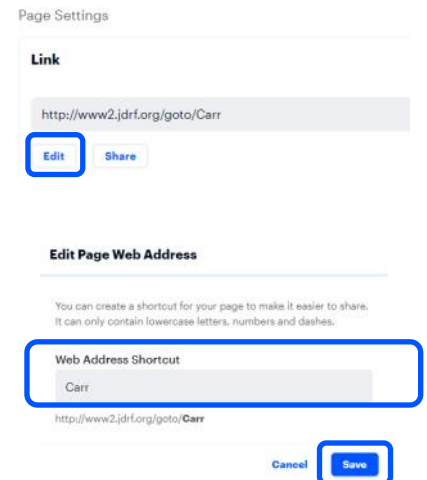 Page Settings
Link
http://www2.jdrf.org/goto/Carr
Edit Share
Edit Page Web Address
You can create a shortcut for your page to make it easier to share.
It can only contain lowercase letters, numbers and dashes.
Web Address Shortcut
Carr
http://www2.jdrf.org/goto/Carr
Cancel Save